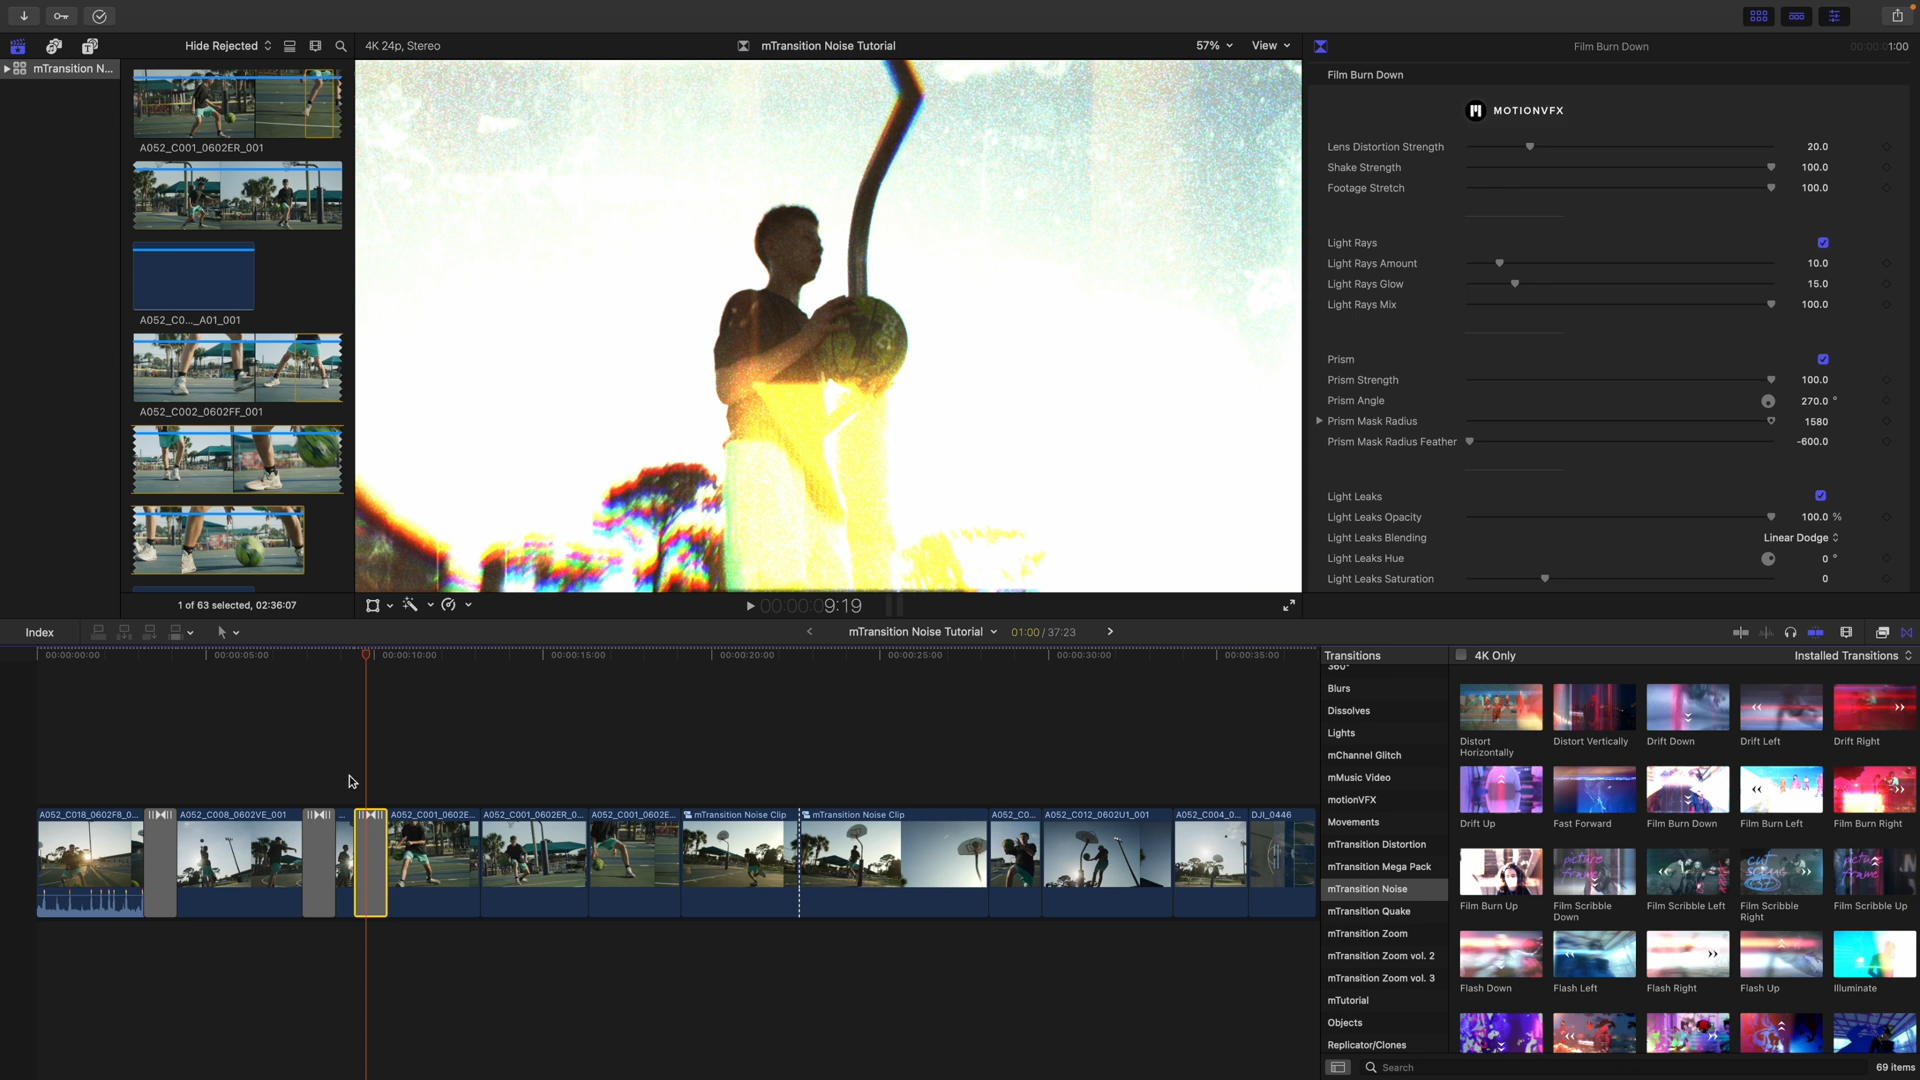 Hide Rejected
4K 24p, Stereo
mTransition Noise Tutorial
57%
View
Film Burn Down
00:00:01:00
mTransition N...
Film Burn Down
MOTIONVFX
A052_C001_0602ER_001
Lens Distortion Strength 20.0
Shake Strength 100.0
Footage Stretch 100.0
Light Rays
Light Rays Amount 10.0
Light Rays Glow 15.0
Light Rays Mix 100.0
A052_C0..._A01_001
Prism
Prism Strength 100.0
Prism Angle 270.0 °
Prism Mask Radius 1580
Prism Mask Radius Feather -600.0
A052_C002_0602FF_001
Light Leaks
Light Leaks Opacity 100.0 %
Light Leaks Blending Linear Dodge
Light Leaks Hue 0 °
Light Leaks Saturation 0
1 of 63 selected, 02:36:07
00:00:09:19
Index
mTransition Noise Tutorial
01:00 / 37:23
00:00:00:00 00:00:05:00 00:00:10:00 00:00:15:00 00:00:20:00 00:00:25:00 00:00:30:00 00:00:35:00
Transitions
4K Only
Installed Transitions
360°
Blurs
Dissolves
Lights
mChannel Glitch
mMusic Video
motionVFX
Movements
mTransition Distortion
mTransition Mega Pack
mTransition Noise
mTransition Quake
mTransition Zoom
mTransition Zoom vol. 2
mTransition Zoom vol. 3
mTutorial
Objects
Replicator/Clones
Distort Horizontally
Distort Vertically
Drift Down
Drift Left
Drift Right
Drift Up
Fast Forward
Film Burn Down
Film Burn Left
Film Burn Right
picture frame
cut scene
picture frame
Film Burn Up
Film Scribble Down
Film Scribble Left
Film Scribble Right
Film Scribble Up
Flash Down
Flash Left
Flash Right
Flash Up
Illuminate
A052_C018_0602F8_0...
A052_C008_0602VE_001
...
A052_C001_0602E...
A052_C001_0602ER_0...
A052_C001_0602E...
mTransition Noise Clip
mTransition Noise Clip
A052_C0...
A052_C012_0602U1_001
A052_C004_0...
DJI_0446
Search
69 items